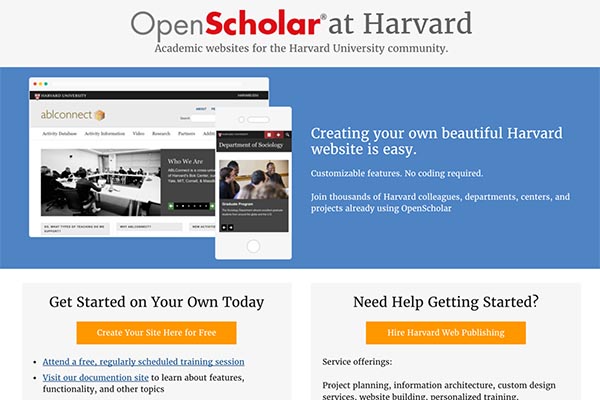 OpenScholar® at Harvard
Academic websites for the Harvard University community.
HARVARD UNIVERSITY
HARVARD.EDU
ablconnect
Search
Activity Database Activity Information Video Research Partners
Who We Are
HARVARD UNIVERSITY
Department of Sociology
Graduate Program
Creating your own beautiful Harvard
website is easy.
Customizable features. No coding required.
Join thousands of Harvard colleagues, departments, centers, and
projects already using OpenScholar
Get Started on Your Own Today
Create Your Site Here for Free
• Attend a free, regularly scheduled training session
• Visit our documentation site to learn about features,
functionality, and other topics
Need Help Getting Started?
Hire Harvard Web Publishing
Service offerings:
Project planning, information architecture, custom design
services, website building, personalized training.